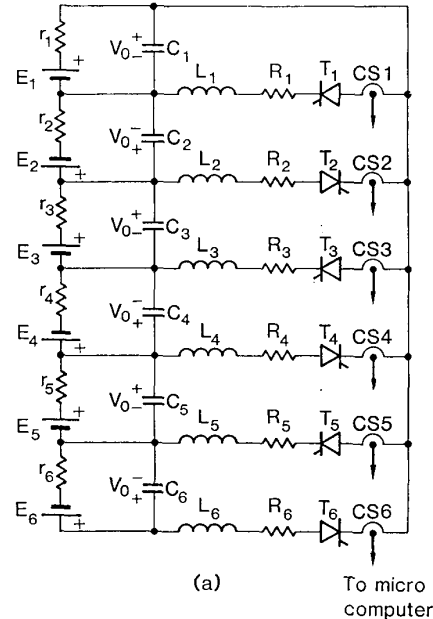 r1
+
E1
V0 + - C1
L1 R1 T1 CS1
r2
E2 +
V0 - + C2
L2 R2 T2 CS2
r3
+
E3
V0 + - C3
L3 R3 T3 CS3
r4
E4 +
V0 - + C4
L4 R4 T4 CS4
r5
+
E5
V0 + - C5
L5 R5 T5 CS5
r6
E6 +
V0 - + C6
L6 R6 T6 CS6
(a)
To micro
computer